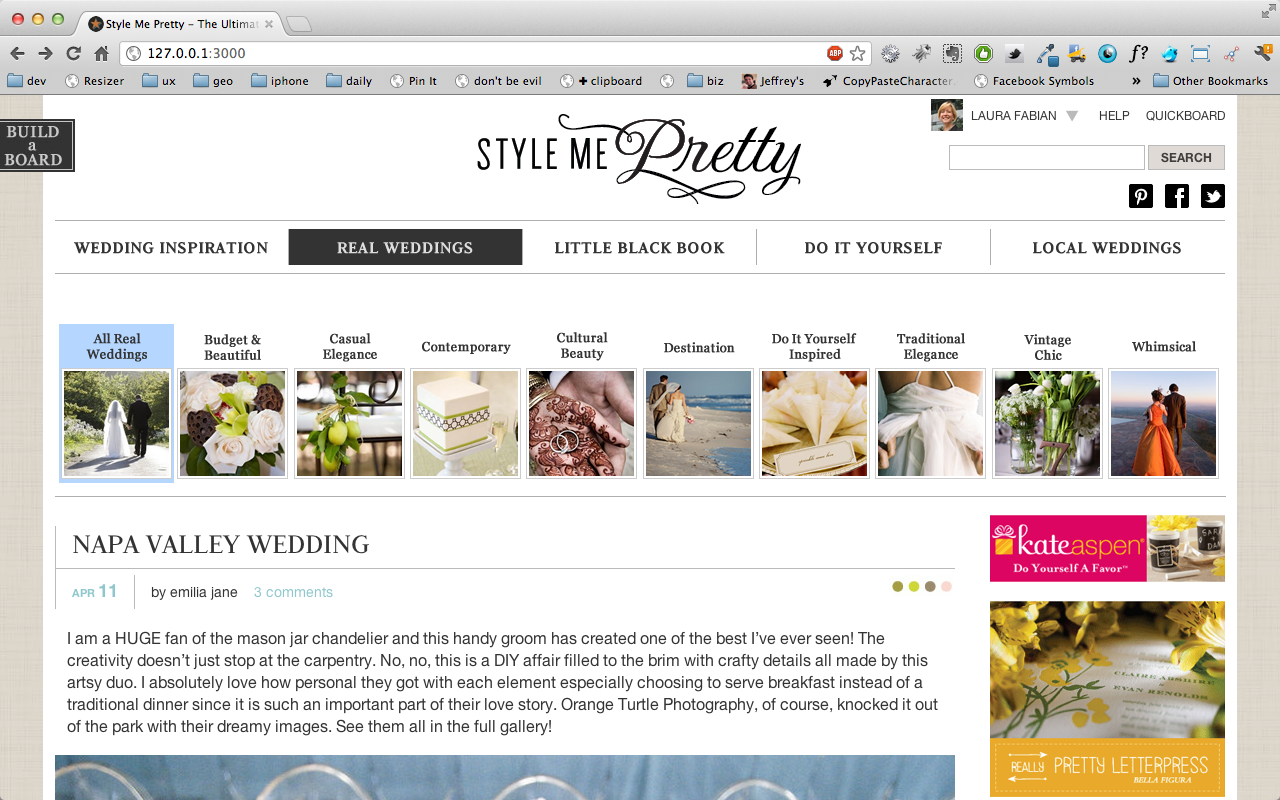 Style Me Pretty – The Ultimat
127.0.0.1:3000
ABP
f?
dev
Resizer
ux
geo
iphone
daily
Pin It
don't be evil
+ clipboard
biz
Jeffrey's
CopyPasteCharacter.
Facebook Symbols
»
Other Bookmarks
BUILD
a
BOARD
STYLE ME Pretty
LAURA FABIAN
HELP
QUICKBOARD
SEARCH
WEDDING INSPIRATION
REAL WEDDINGS
LITTLE BLACK BOOK
DO IT YOURSELF
LOCAL WEDDINGS
All Real
Weddings
Budget &
Beautiful
Casual
Elegance
Contemporary
Cultural
Beauty
Destination
Do It Yourself
Inspired
Traditional
Elegance
Vintage
Chic
Whimsical
NAPA VALLEY WEDDING
APR 11
by emilia jane
3 comments
I am a HUGE fan of the mason jar chandelier and this handy groom has created one of the best I’ve ever seen! The
creativity doesn’t just stop at the carpentry. No, no, this is a DIY affair filled to the brim with crafty details all made by this
artsy duo. I absolutely love how personal they got with each element especially choosing to serve breakfast instead of a
traditional dinner since it is such an important part of their love story. Orange Turtle Photography, of course, knocked it out
of the park with their dreamy images. See them all in the full gallery!
kateaspen®
Do Yourself A Favor™
EVAN RENOLDS
REALLY PRETTY LETTERPRESS
BELLA FIGURA